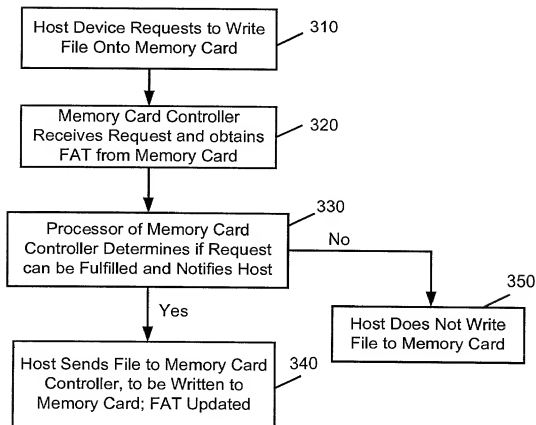 Host Device Requests to Write
File Onto Memory Card
310
Memory Card Controller
Receives Request and obtains
FAT from Memory Card
320
Processor of Memory Card
Controller Determines if Request
can be Fulfilled and Notifies Host
330
No
Yes
350
Host Does Not Write
File to Memory Card
Host Sends File to Memory Card
Controller, to be Written to
Memory Card; FAT Updated
340